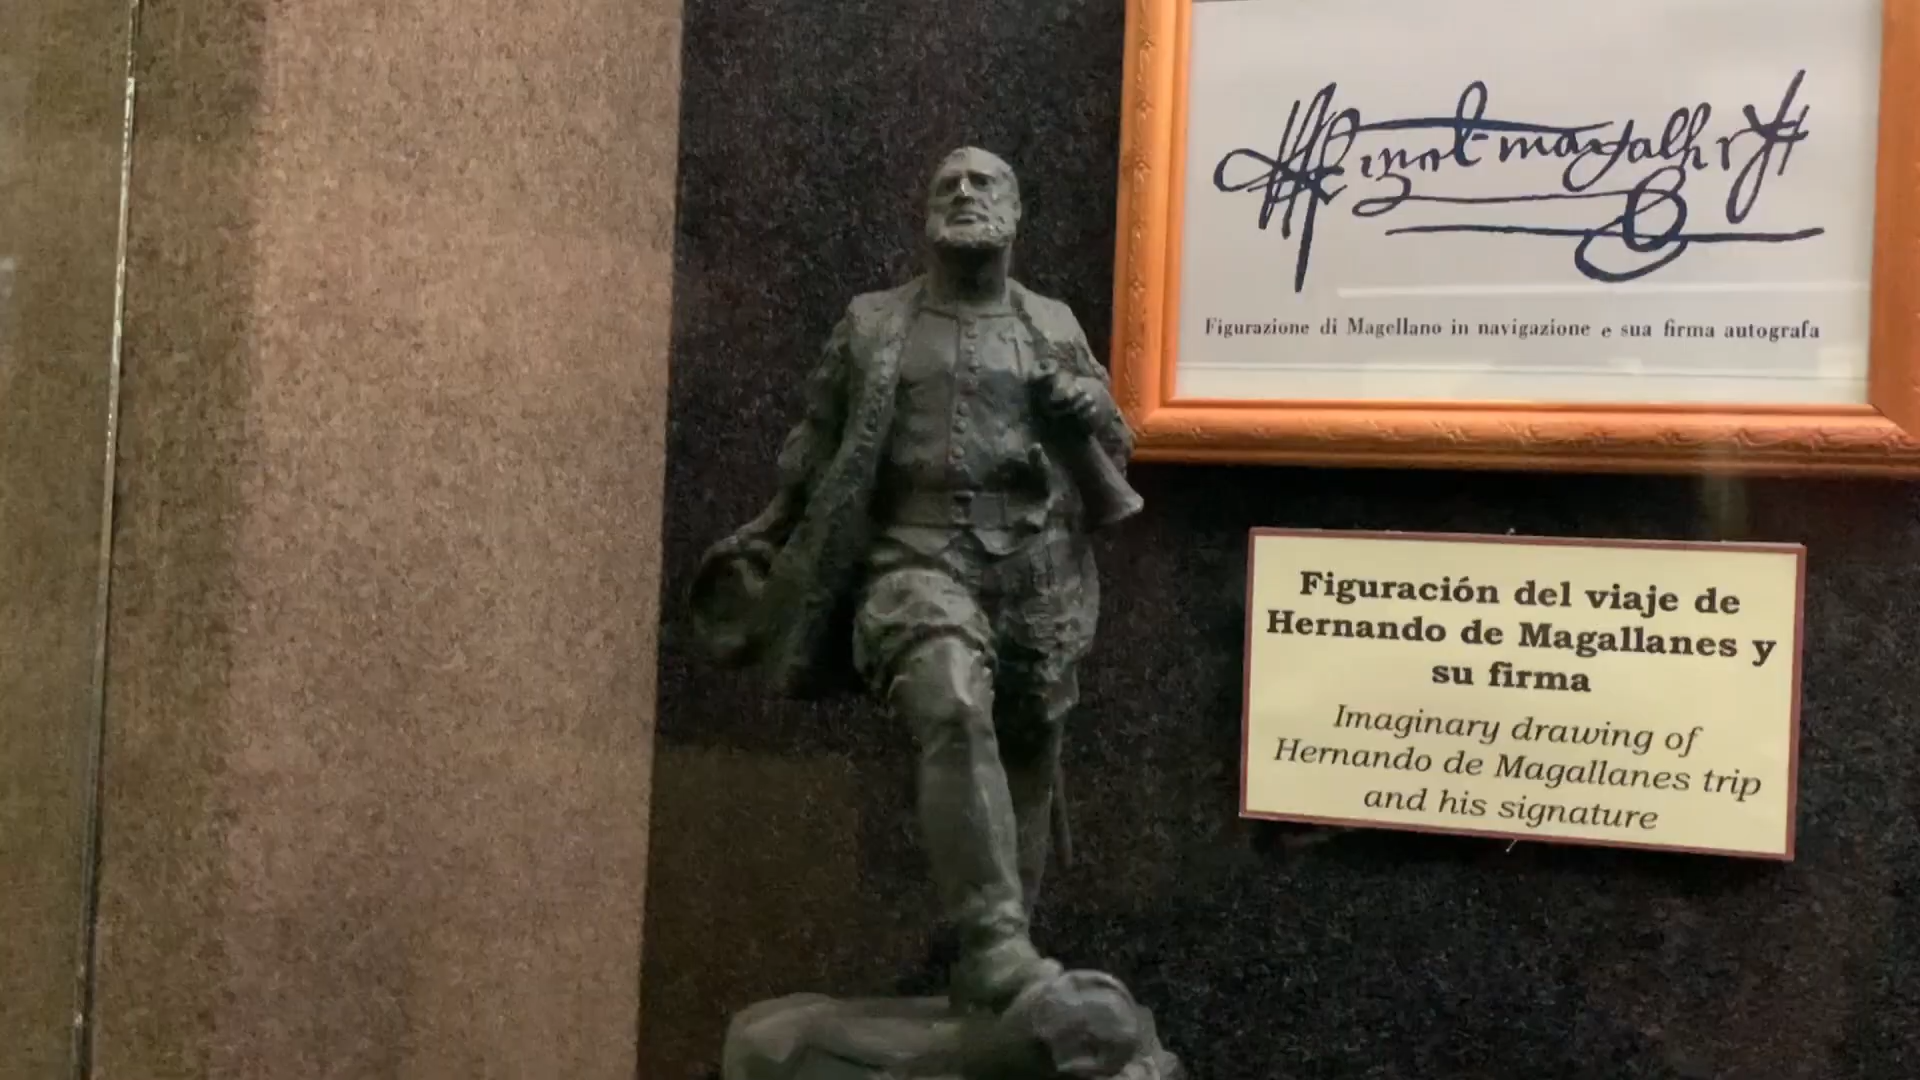 Figurazione di Magellano in navigazione e sua firma autografa
Figuración del viaje de
Hernando de Magallanes y
su firma
Imaginary drawing of
Hernando de Magallanes trip
and his signature